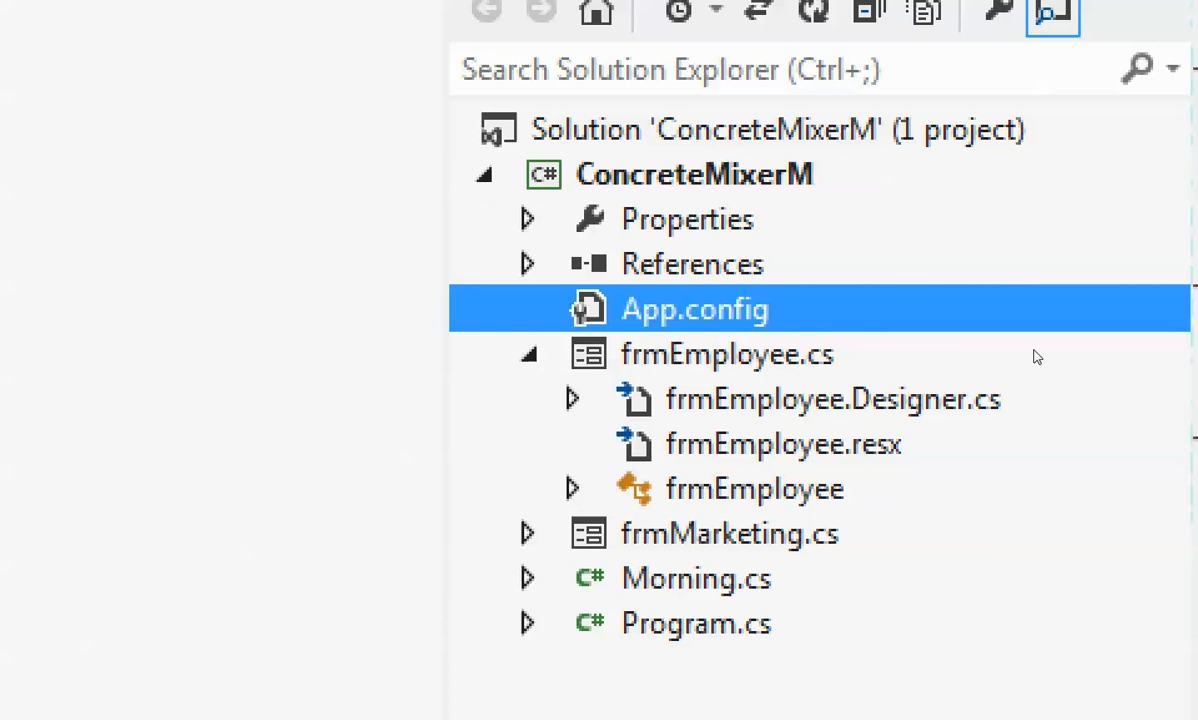 Search Solution Explorer (Ctrl+;)
Solution 'ConcreteMixerM' (1 project)
C# ConcreteMixerM
Properties
References
App.config
frmEmployee.cs
frmEmployee.Designer.cs
frmEmployee.resx
frmEmployee
frmMarketing.cs
C# Morning.cs
C# Program.cs